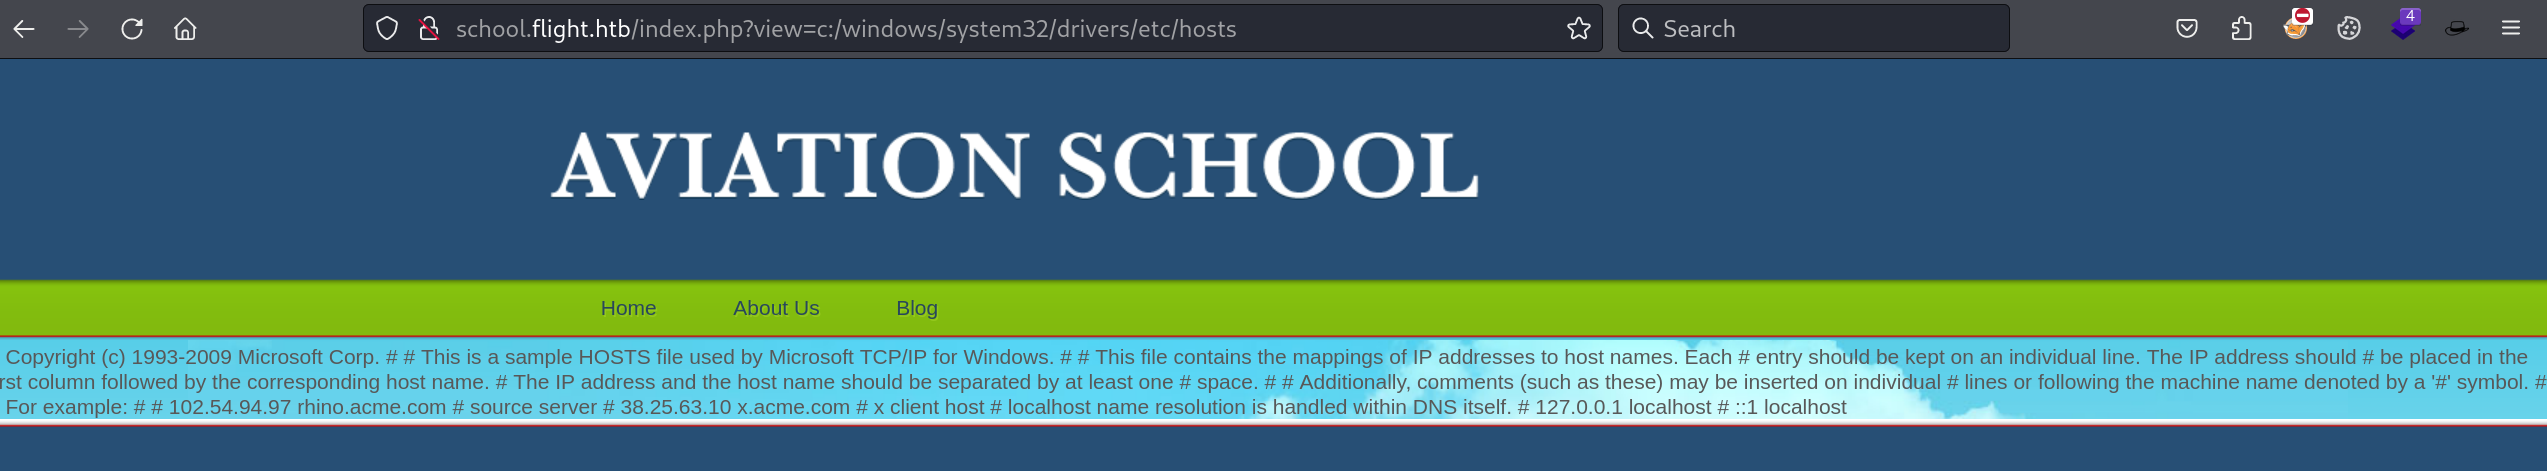 school.flight.htb/index.php?view=c:/windows/system32/drivers/etc/hosts
Search
4
AVIATION SCHOOL
Home
About Us
Blog
Copyright (c) 1993-2009 Microsoft Corp. # # This is a sample HOSTS file used by Microsoft TCP/IP for Windows. # # This file contains the mappings of IP addresses to host names. Each # entry should be kept on an individual line. The IP address should # be placed in the
rst column followed by the corresponding host name. # The IP address and the host name should be separated by at least one # space. # # Additionally, comments (such as these) may be inserted on individual # lines or following the machine name denoted by a '#' symbol. #
For example: # # 102.54.94.97 rhino.acme.com # source server # 38.25.63.10 x.acme.com # x client host # localhost name resolution is handled within DNS itself. # 127.0.0.1 localhost # ::1 localhost